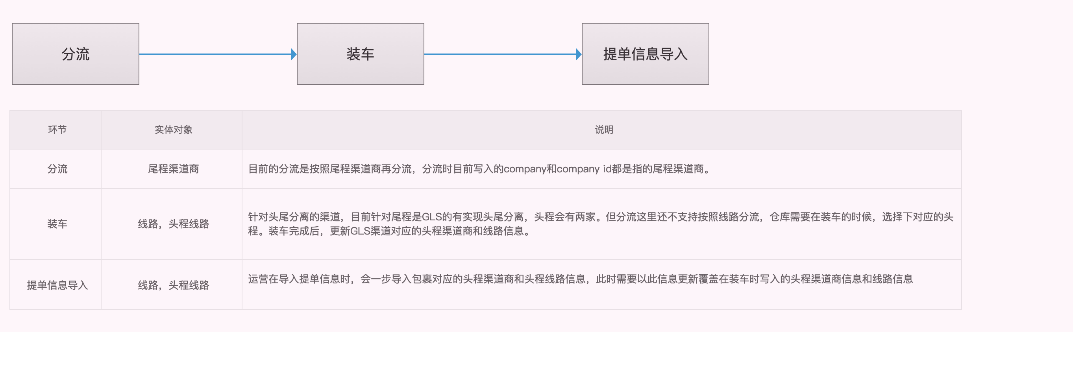 分流
装车
提单信息导入
环节
实体对象
说明
分流
尾程渠道商
目前的分流是按照尾程渠道商再分流，分流时目前写入的company和company id都是指的尾程渠道商。
装车
线路，头程线路
针对头尾分离的渠道，目前针对尾程是GLS的有实现头尾分离，头程会有两家。但分流这里还不支持按照线路分流，仓库需要在装车的时候，选择下对应的头
程。装车完成后，更新GLS渠道对应的头程渠道商和线路信息。
提单信息导入
线路，头程线路
运营在导入提单信息时，会一步导入包裹对应的头程渠道商和头程线路信息，此时需要以此信息更新覆盖在装车时写入的头程渠道商信息和线路信息